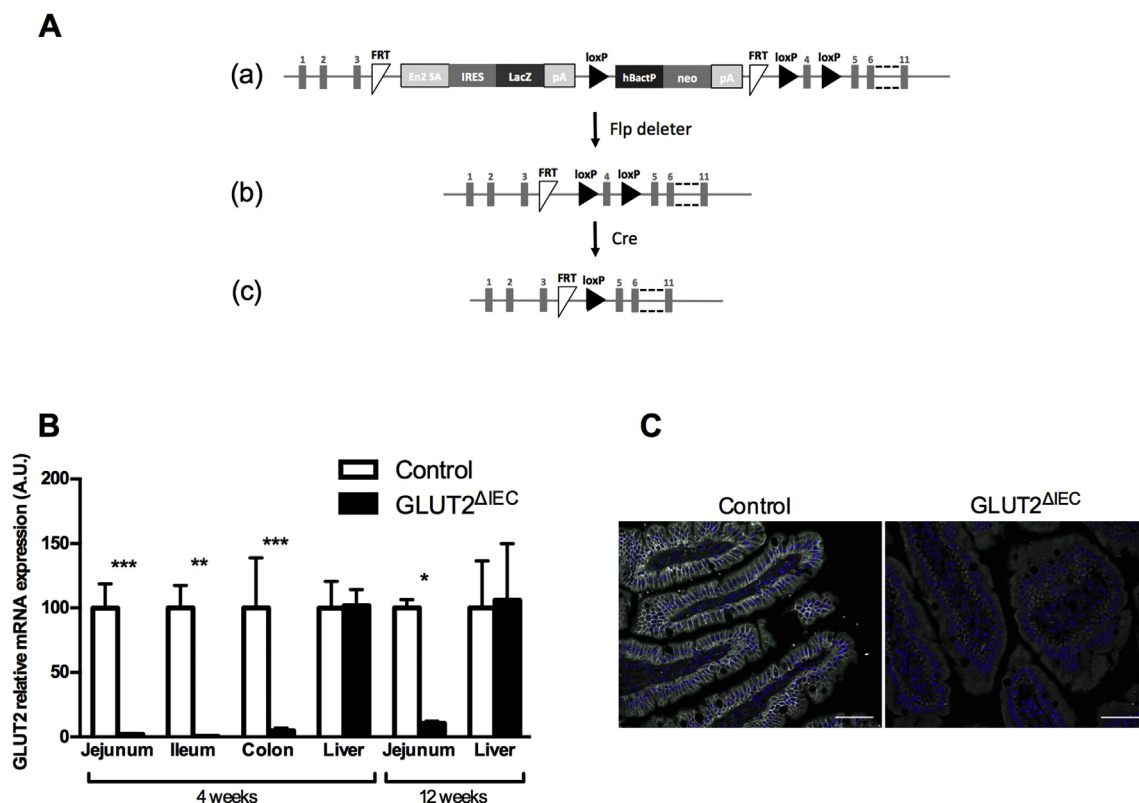 A
(a)
1 2 3 FRT En2 SA IRES LacZ pA loxP hBactP neo pA FRT loxP 4 loxP 5 6 11
Flp deleter
(b)
1 2 3 FRT loxP 4 loxP 5 6 11
Cre
(c)
1 2 3 FRT loxP 5 6 11
B
GLUT2 relative mRNA expression (A.U.)
200
150
100
50
0
Control
GLUT2ΔIEC
*** ** *** *
Jejunum Ileum Colon Liver Jejunum Liver
4 weeks 12 weeks
C
Control GLUT2ΔIEC